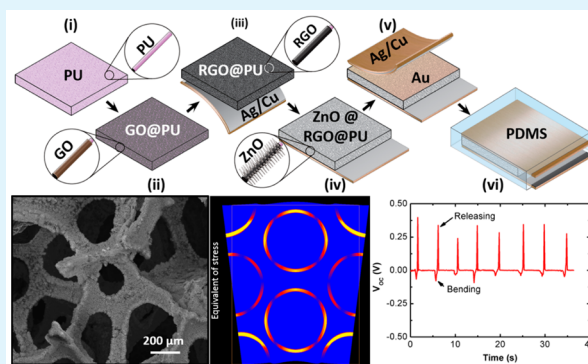 (i)
(iii)
(v)
PU
PU
RGO@PU
RGO
Ag/Cu
Ag/Cu
Au
GO@PU
GO
ZnO @
RGO@PU
ZnO
PDMS
(ii)
(iv)
(vi)
200 µm
Equivalent of stress
V_OC (V)
0.50
0.25
0.00
-0.25
-0.50
Releasing
Bending
0
10
20
30
Time (s)